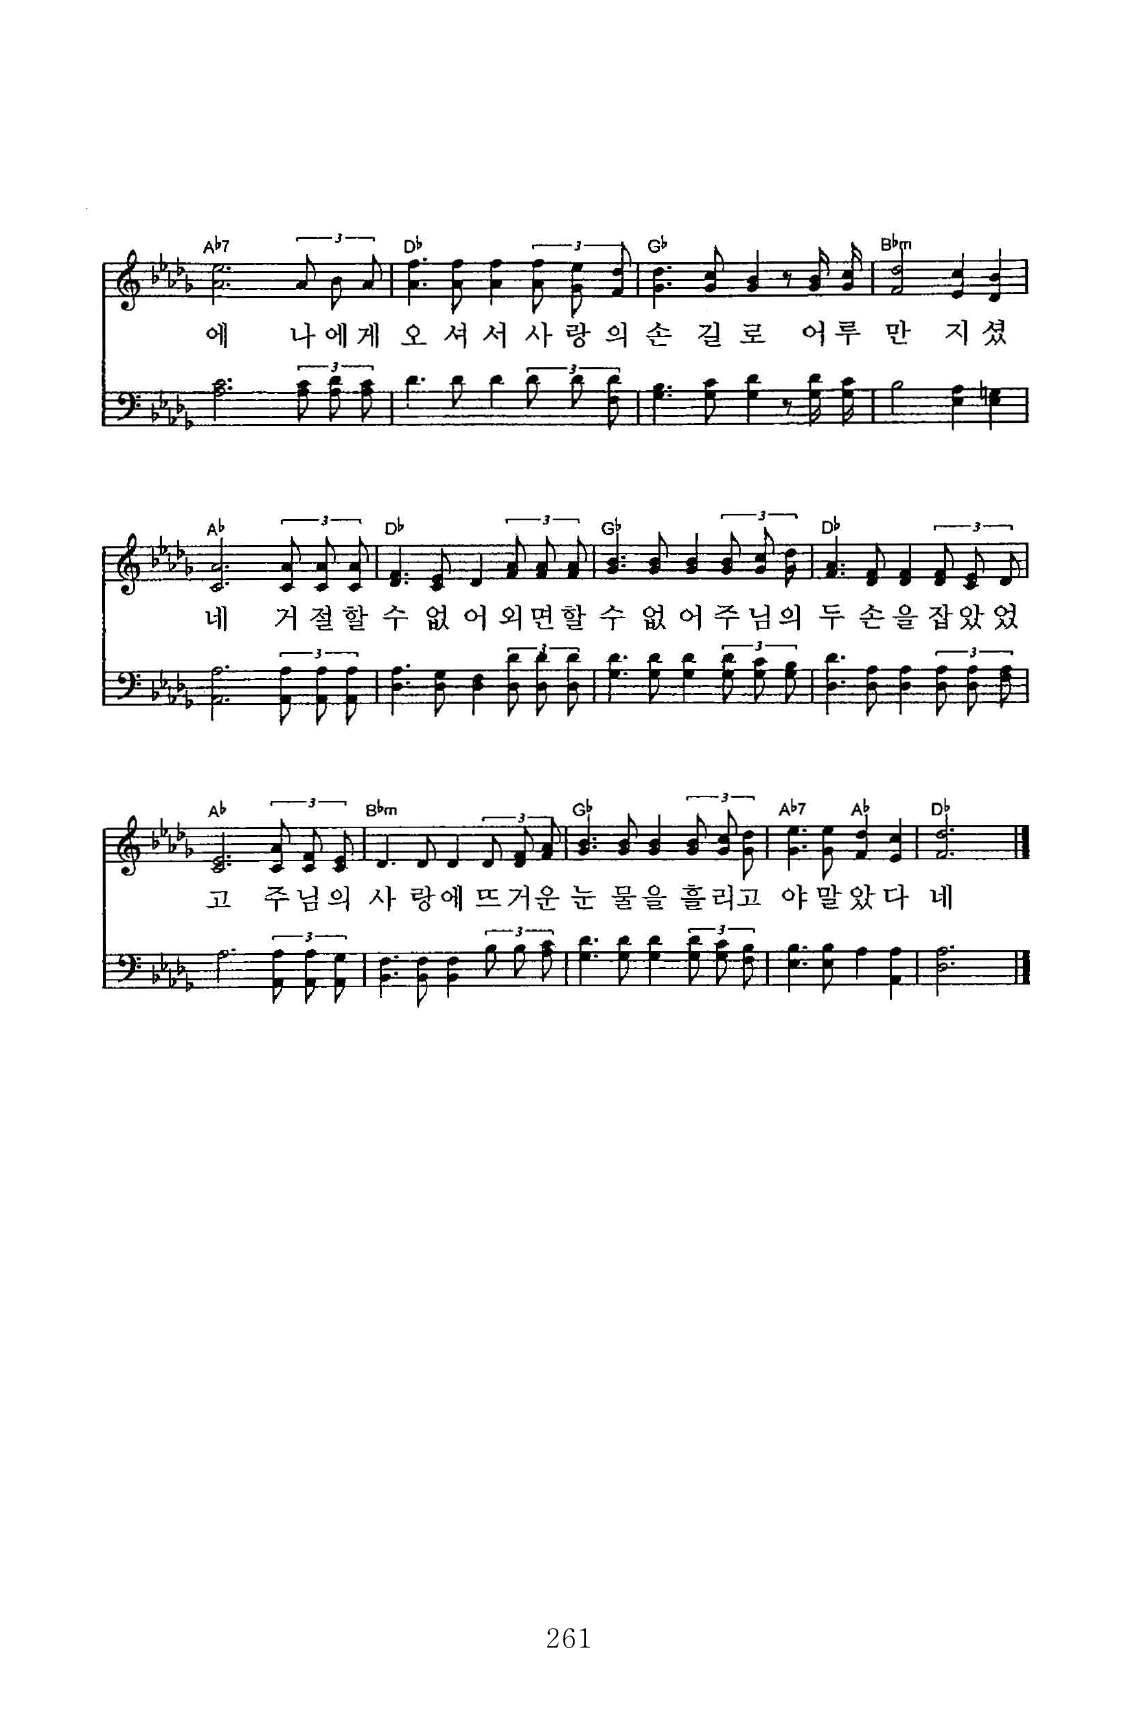 A♭7 3 D♭ 3 G♭ B♭m
에 나에게 오 셔 서 사 랑 의 손 길 로 어루 만 지 셨
3 3
A♭ 3 D♭ 3 G♭ 3 D♭ 3
네 거 절 할 수 없 어 외면할 수 없 어 주 님 의 두 손 을 잡 았 었
3 3 3 3
A♭ 3 B♭m 3 G♭ 3 A♭7 A♭ D♭
고 주 님 의 사 랑에 뜨 거운 눈 물을 흘 리고 야 말 았 다 네
3 3 3
261